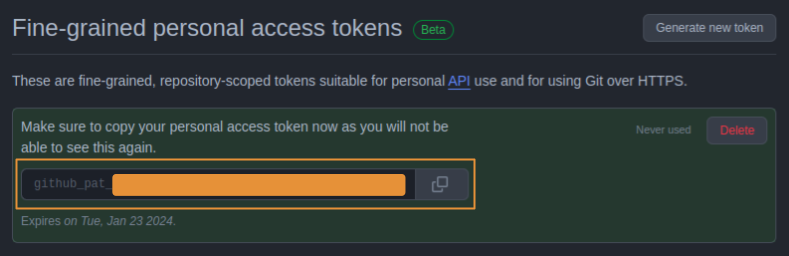 Fine-grained personal access tokens Beta Generate new token
These are fine-grained, repository-scoped tokens suitable for personal API use and for using Git over HTTPS.
Make sure to copy your personal access token now as you will not be
able to see this again.
Never used Delete
github_pat_
Expires on Tue, Jan 23 2024.